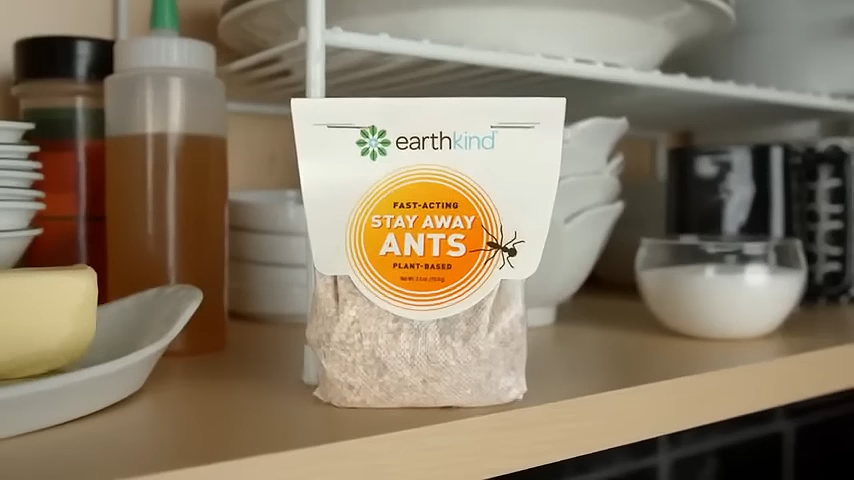 earthkind
FAST-ACTING
STAY AWAY
ANTS
PLANT-BASED